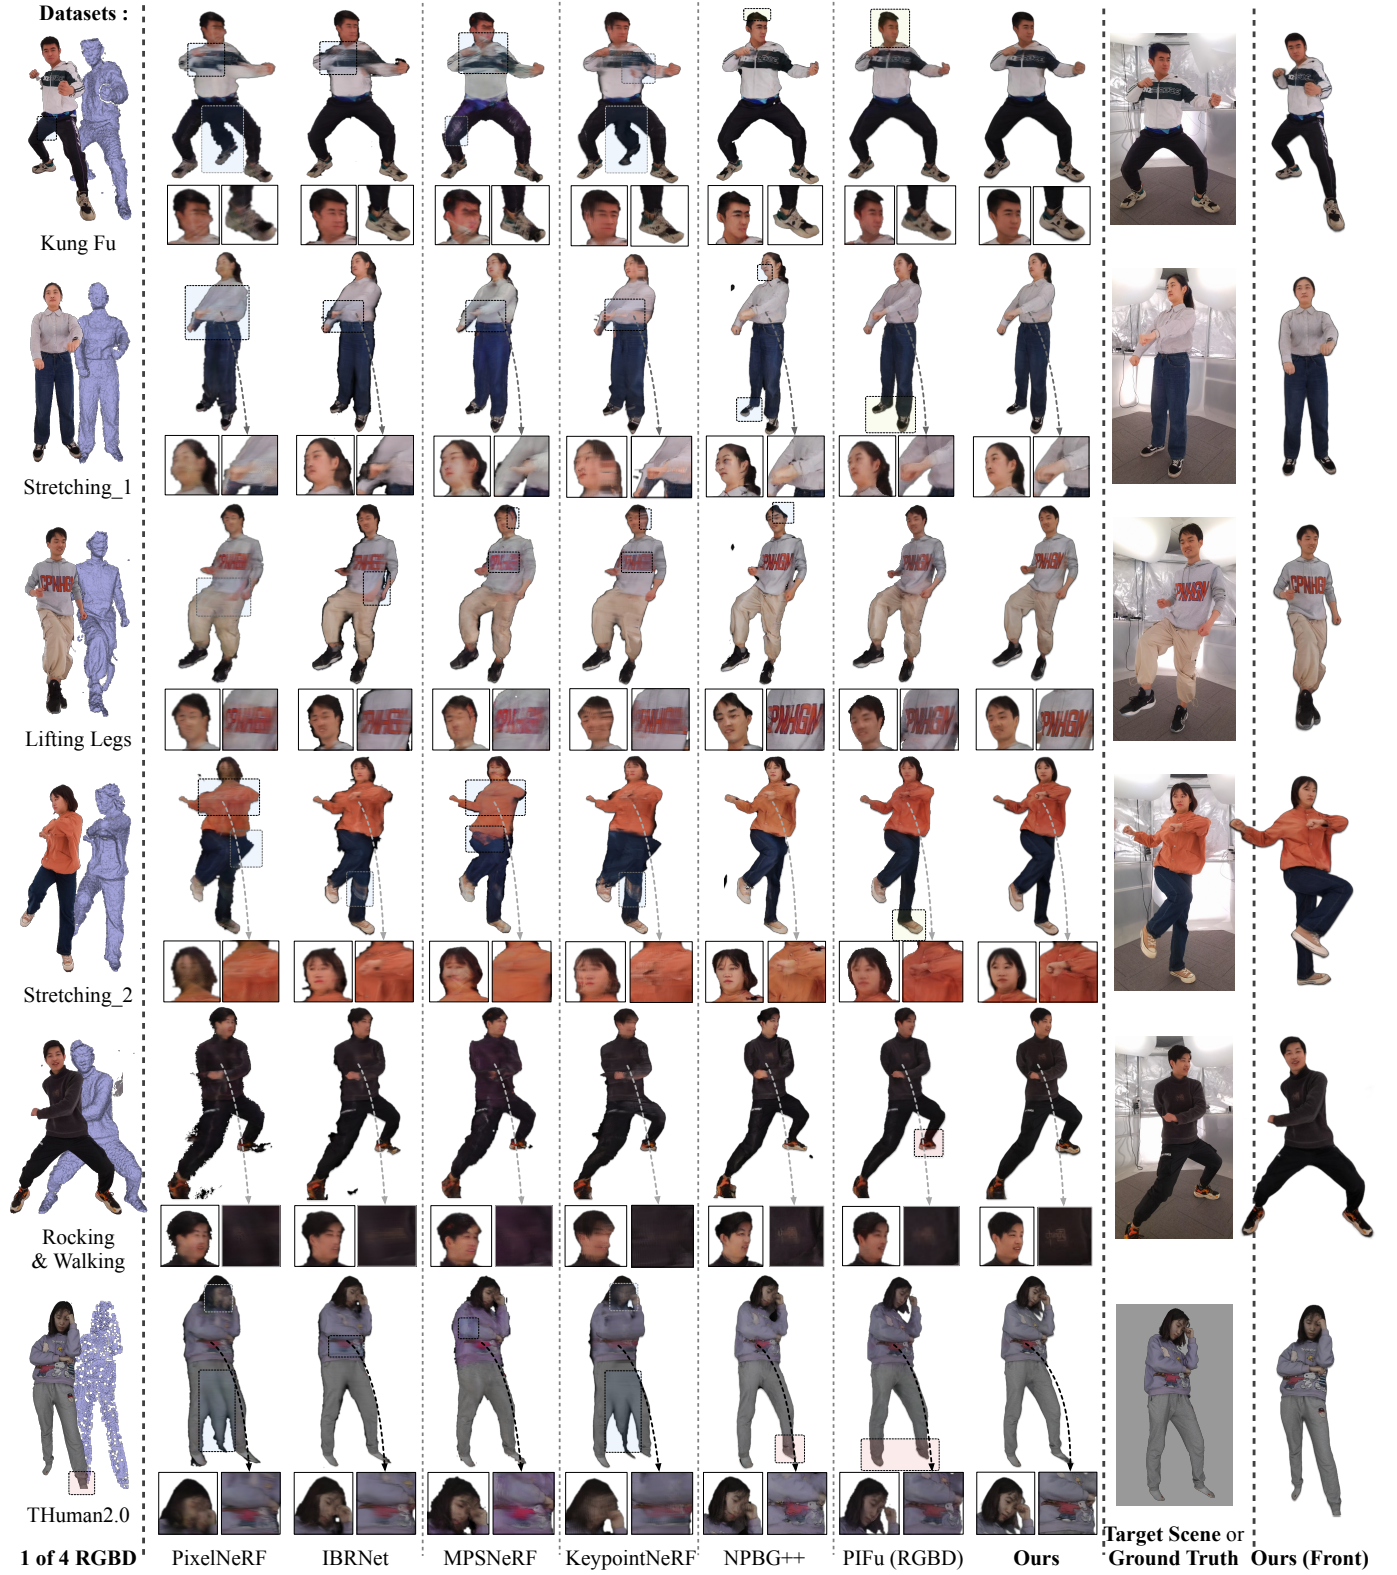 Datasets :
Kung Fu
Stretching_1
CPNHGM
Lifting Legs
Stretching_2
Rocking
& Walking
THuman2.0
1 of 4 RGBD
PixelNeRF
IBRNet
MPSNeRF
KeypointNeRF
NPBG++
PIFu (RGBD)
Ours
Target Scene or
Ground Truth
Ours (Front)